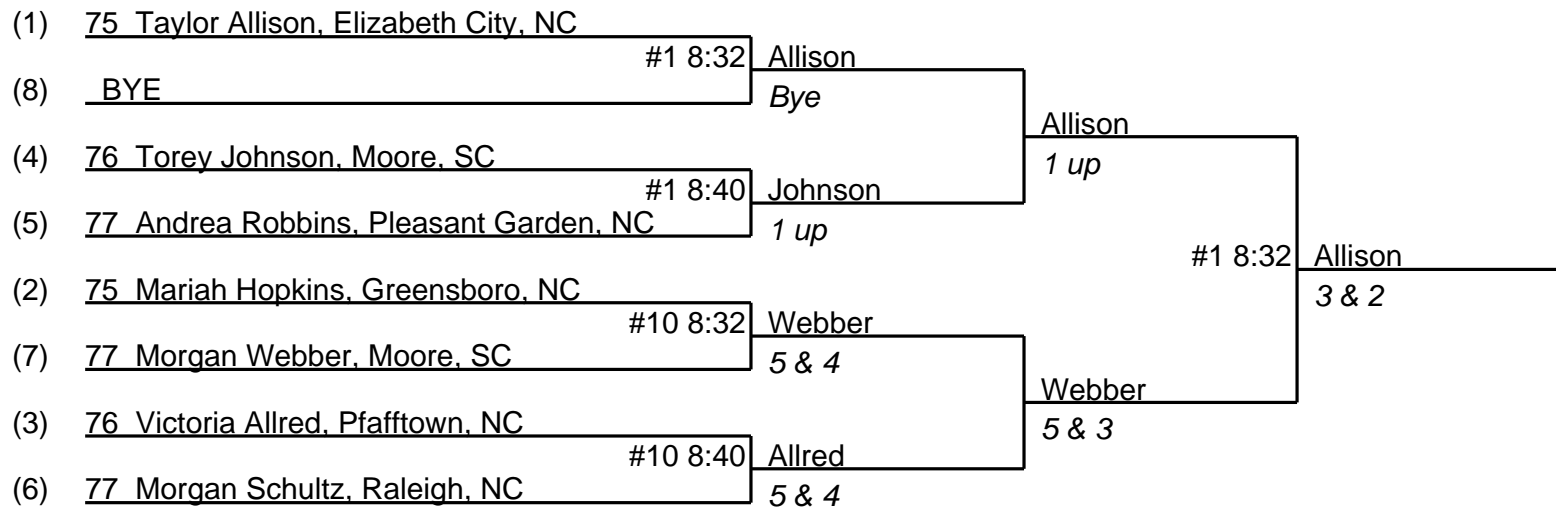 (1) 75 Taylor Allison, Elizabeth City, NC
#1 8:32 Allison
(8) BYE
Bye
Allison
(4) 76 Torey Johnson, Moore, SC
1 up
#1 8:40 Johnson
(5) 77 Andrea Robbins, Pleasant Garden, NC
1 up
#1 8:32 Allison
(2) 75 Mariah Hopkins, Greensboro, NC
3 & 2
#10 8:32 Webber
(7) 77 Morgan Webber, Moore, SC
5 & 4
Webber
(3) 76 Victoria Allred, Pfafftown, NC
5 & 3
#10 8:40 Allred
(6) 77 Morgan Schultz, Raleigh, NC
5 & 4